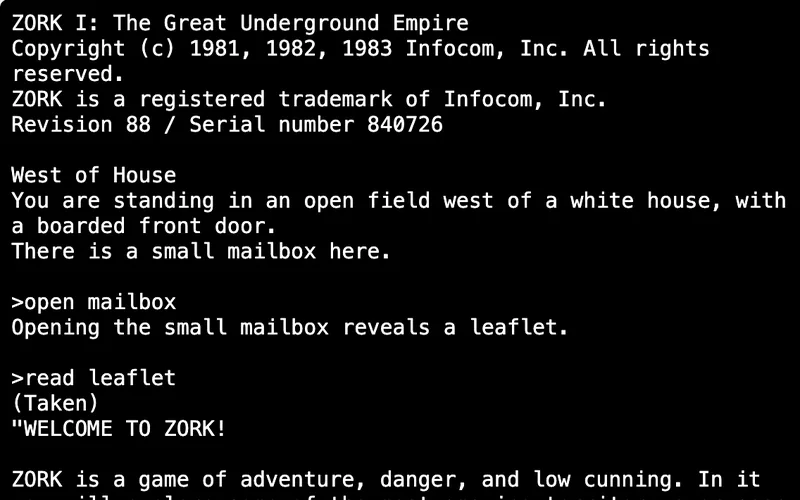 ZORK I: The Great Underground Empire
Copyright (c) 1981, 1982, 1983 Infocom, Inc. All rights
reserved.
ZORK is a registered trademark of Infocom, Inc.
Revision 88 / Serial number 840726
West of House
You are standing in an open field west of a white house, with
a boarded front door.
There is a small mailbox here.
>open mailbox
Opening the small mailbox reveals a leaflet.
>read leaflet
(Taken)
"WELCOME TO ZORK!
ZORK is a game of adventure, danger, and low cunning. In it